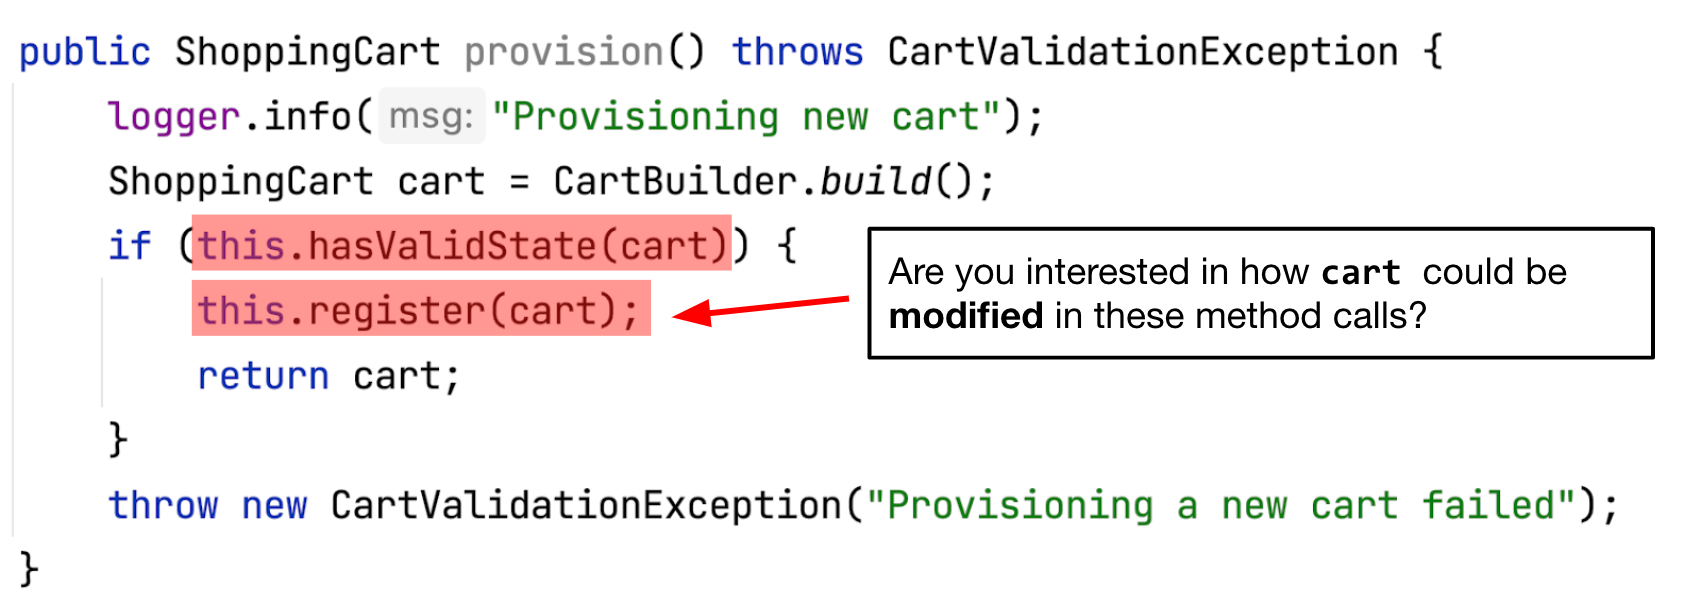 public ShoppingCart provision() throws CartValidationException {
logger.info( msg: "Provisioning new cart");
ShoppingCart cart = CartBuilder.build();
if (this.hasValidState(cart)) {
this.register(cart);
return cart;
}
throw new CartValidationException("Provisioning a new cart failed");
}
Are you interested in how cart could be
modified in these method calls?